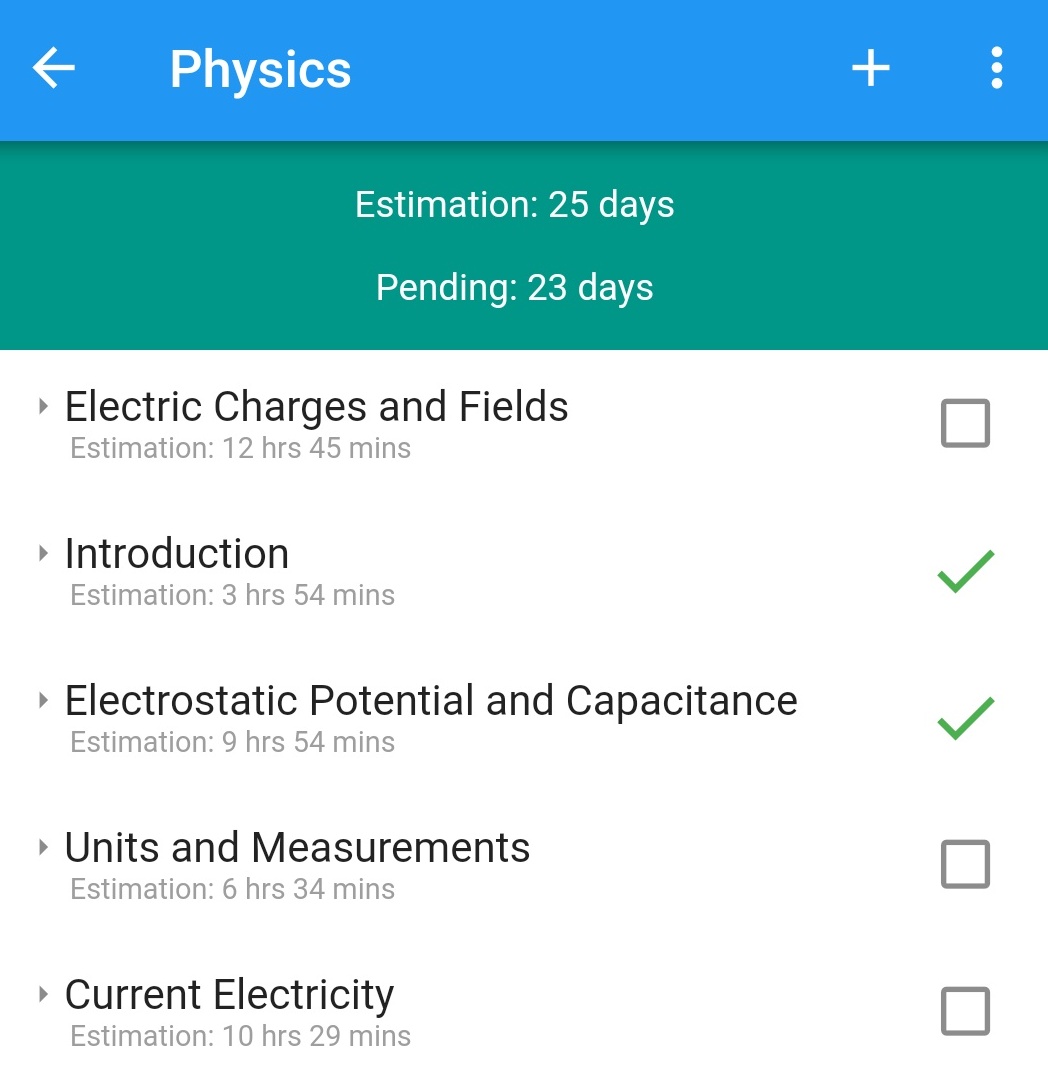 Physics
Estimation: 25 days
Pending: 23 days
Electric Charges and Fields
Estimation: 12 hrs 45 mins
Introduction
Estimation: 3 hrs 54 mins
Electrostatic Potential and Capacitance
Estimation: 9 hrs 54 mins
Units and Measurements
Estimation: 6 hrs 34 mins
Current Electricity
Estimation: 10 hrs 29 mins